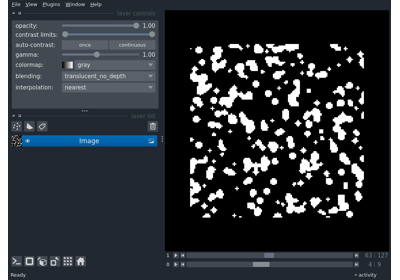 File View Plugins Window Help
layer controls
opacity: 1.00
contrast limits:
auto-contrast: once continuous
gamma: 1.00
colormap: gray
blending: translucent_no_depth
interpolation: nearest
layer list
Image
1 63 127
0 4 9
Ready activity